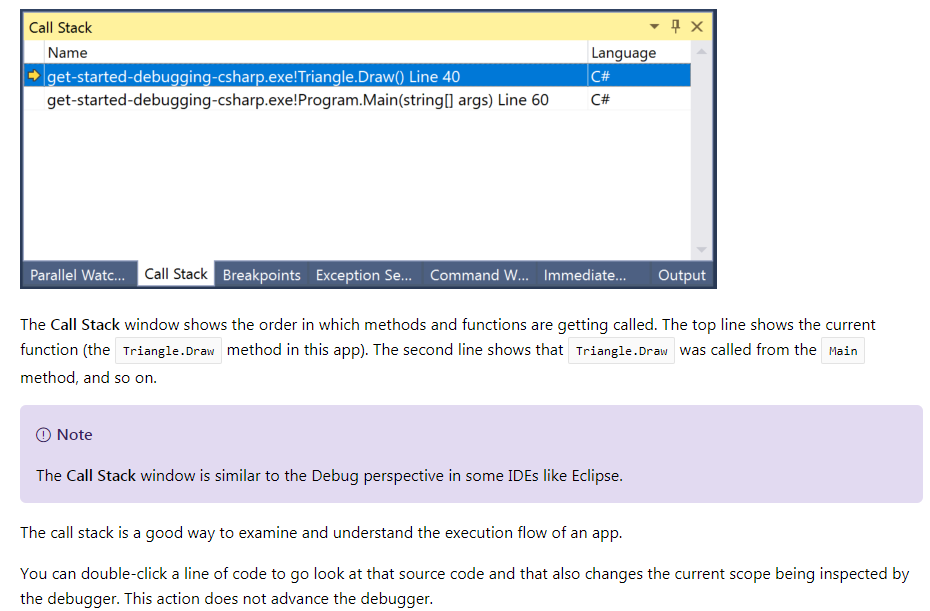 Call Stack
Name Language
get-started-debugging-csharp.exe!Triangle.Draw() Line 40 C#
get-started-debugging-csharp.exe!Program.Main(string[] args) Line 60 C#
Parallel Watc... Call Stack Breakpoints Exception Se... Command W... Immediate... Output
The Call Stack window shows the order in which methods and functions are getting called. The top line shows the current
function (the Triangle.Draw method in this app). The second line shows that Triangle.Draw was called from the Main
method, and so on.
Note
The Call Stack window is similar to the Debug perspective in some IDEs like Eclipse.
The call stack is a good way to examine and understand the execution flow of an app.
You can double-click a line of code to go look at that source code and that also changes the current scope being inspected by
the debugger. This action does not advance the debugger.